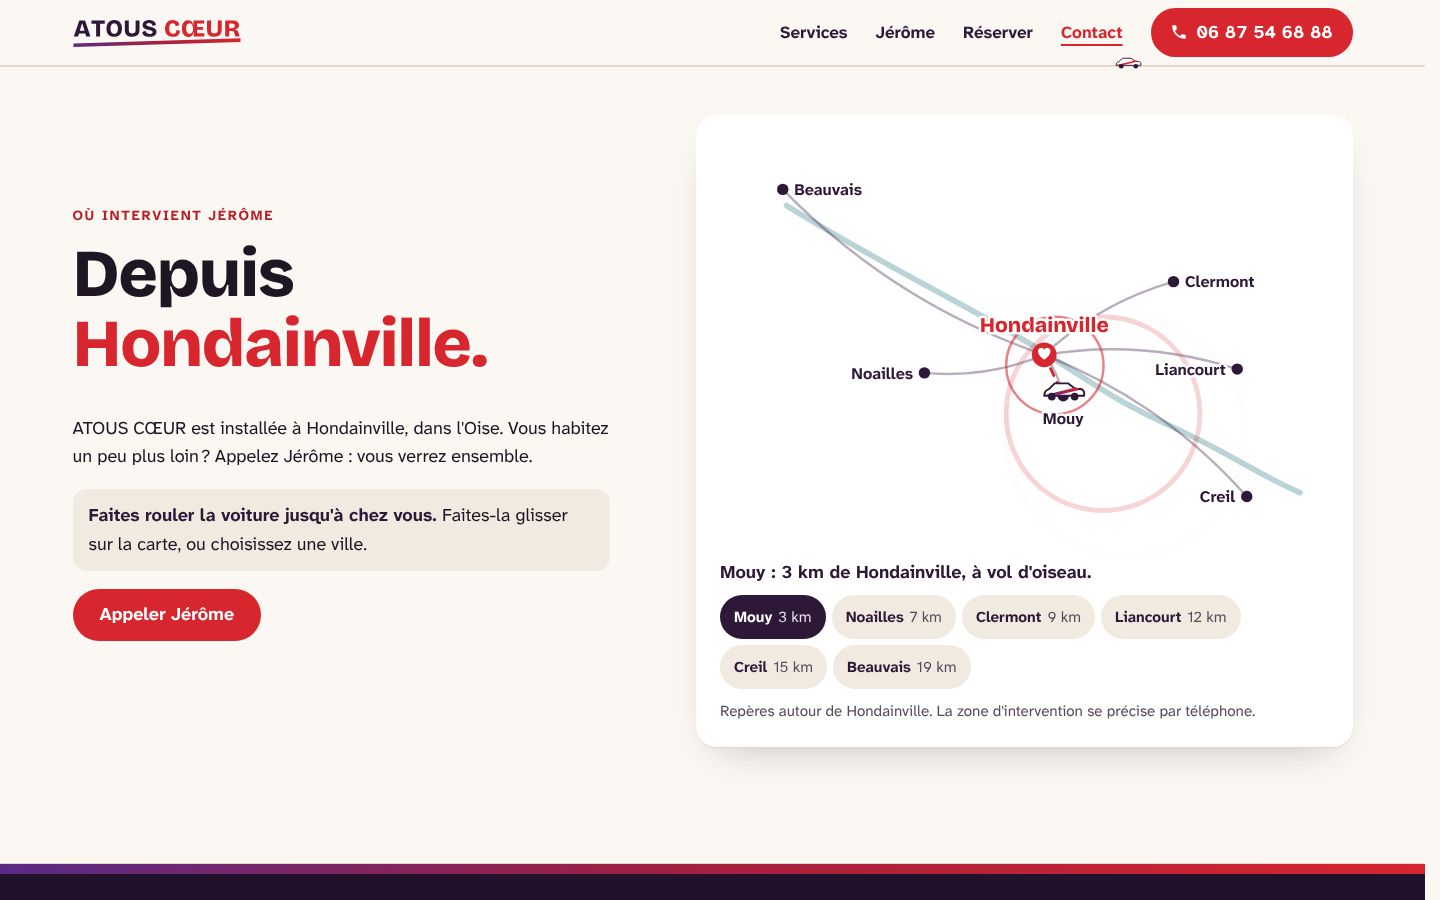 ATOUS CŒUR
Services
Jérôme
Réserver
Contact
06 87 54 68 88
OÙ INTERVIENT JÉRÔME
Depuis
Hondainville.
ATOUS CŒUR est installée à Hondainville, dans l'Oise. Vous habitez
un peu plus loin ? Appelez Jérôme : vous verrez ensemble.
Faites rouler la voiture jusqu'à chez vous. Faites-la glisser
sur la carte, ou choisissez une ville.
Appeler Jérôme
Beauvais
Clermont
Hondainville
Noailles
Liancourt
Mouy
Creil
Mouy : 3 km de Hondainville, à vol d'oiseau.
Mouy 3 km
Noailles 7 km
Clermont 9 km
Liancourt 12 km
Creil 15 km
Beauvais 19 km
Repères autour de Hondainville. La zone d'intervention se précise par téléphone.